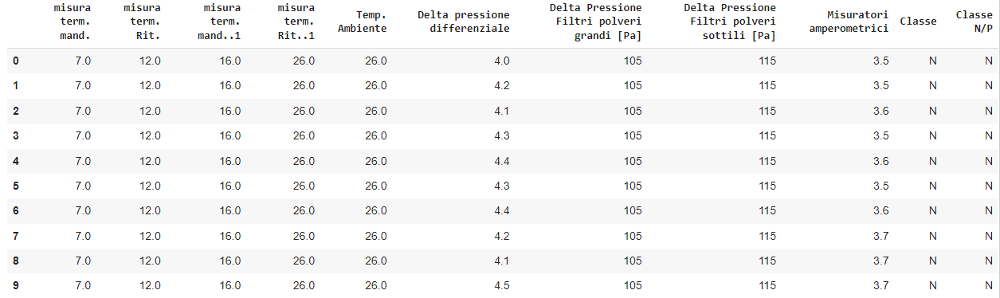 misura term. mand. misura term. Rit. misura term. mand..1 misura term. Rit..1 Temp. Ambiente Delta pressione differenziale Delta Pressione Filtri polveri grandi [Pa] Delta Pressione Filtri polveri sottili [Pa] Misuratori amperometrici Classe Classe N/P
0 7.0 12.0 16.0 26.0 26.0 4.0 105 115 3.5 N N
1 7.0 12.0 16.0 26.0 26.0 4.2 105 115 3.5 N N
2 7.0 12.0 16.0 26.0 26.0 4.1 105 115 3.6 N N
3 7.0 12.0 16.0 26.0 26.0 4.3 105 115 3.5 N N
4 7.0 12.0 16.0 26.0 26.0 4.4 105 115 3.6 N N
5 7.0 12.0 16.0 26.0 26.0 4.3 105 115 3.5 N N
6 7.0 12.0 16.0 26.0 26.0 4.4 105 115 3.6 N N
7 7.0 12.0 16.0 26.0 26.0 4.2 105 115 3.7 N N
8 7.0 12.0 16.0 26.0 26.0 4.1 105 115 3.7 N N
9 7.0 12.0 16.0 26.0 26.0 4.5 105 115 3.7 N N